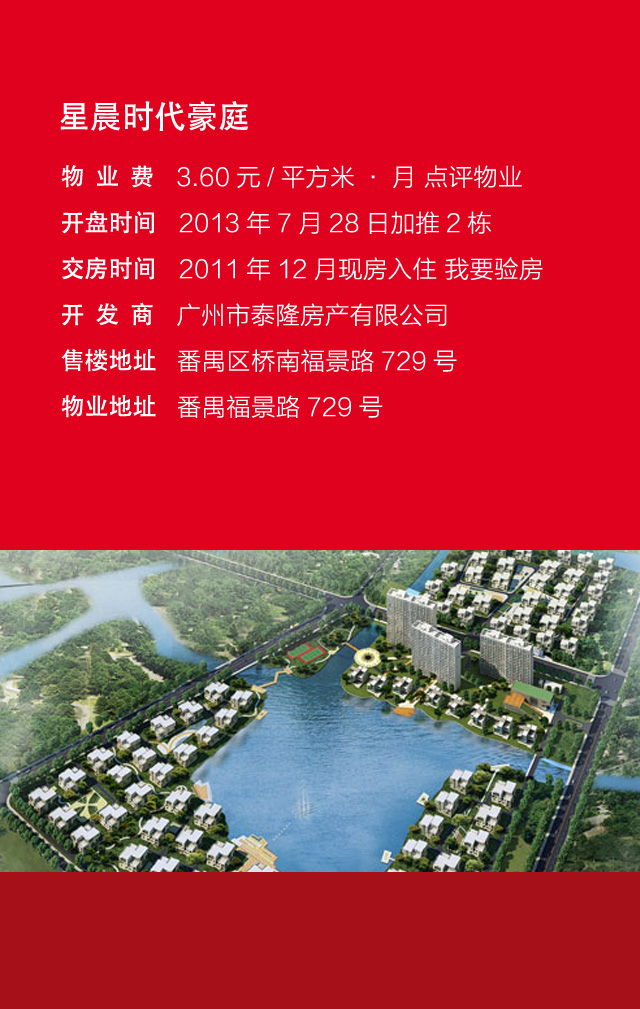 星晨时代豪庭
物业费 3.60 元 / 平方米 · 月 点评物业
开盘时间 2013 年 7 月 28 日加推 2 栋
交房时间 2011 年 12 月现房入住 我要验房
开发商 广州市泰隆房产有限公司
售楼地址 番禺区桥南福景路 729 号
物业地址 番禺福景路 729 号